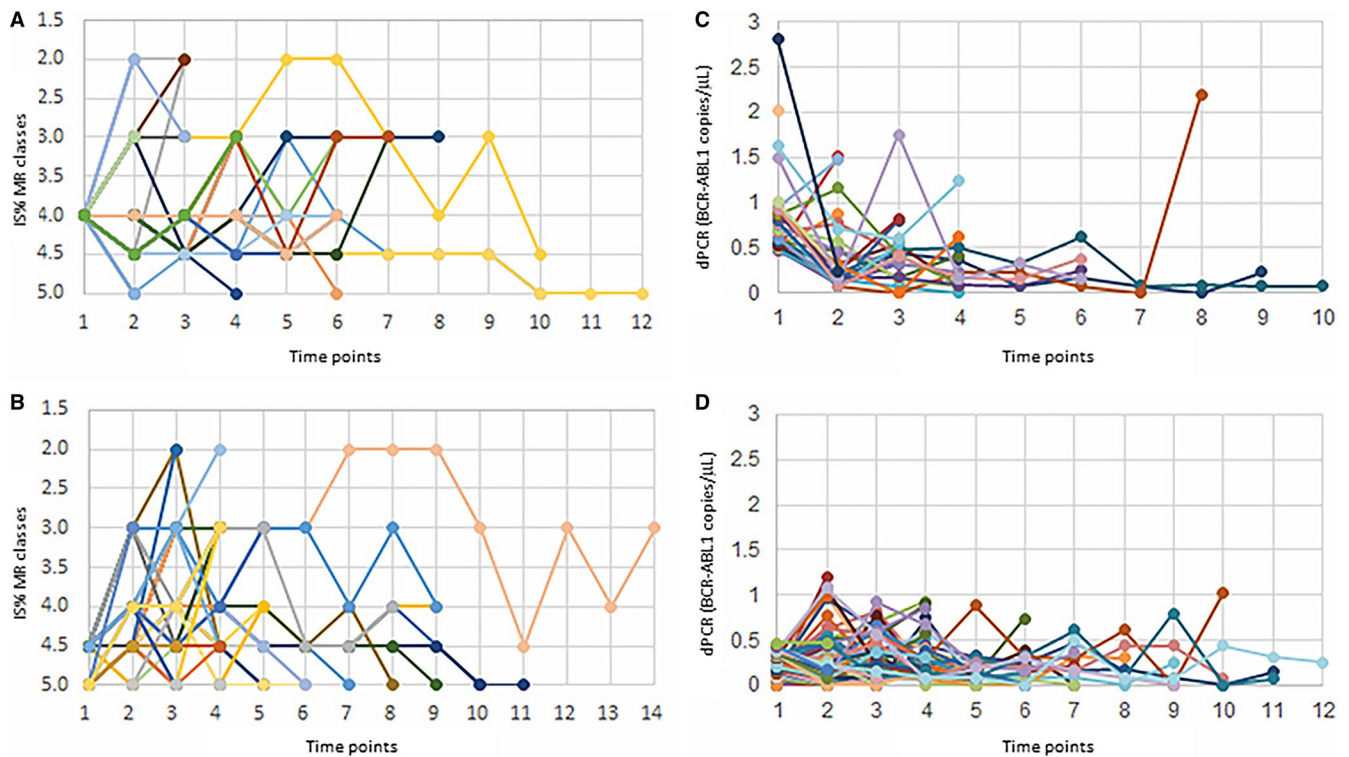 A
IS% MR classes
1.5
2.0
2.5
3.0
3.5
4.0
4.5
5.0
1 2 3 4 5 6 7 8 9 10 11 12
Time points
C
dPCR (BCR-ABL1 copies/µL)
3
2.5
2
1.5
1
0.5
0
1 2 3 4 5 6 7 8 9 10
Time points
B
IS% MR classes
1.5
2.0
2.5
3.0
3.5
4.0
4.5
5.0
1 2 3 4 5 6 7 8 9 10 11 12 13 14
Time points
D
dPCR (BCR-ABL1 copies/µL)
3
2.5
2
1.5
1
0.5
0
1 2 3 4 5 6 7 8 9 10 11 12
Time points